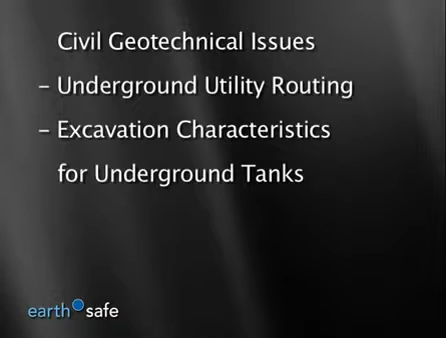 Civil Geotechnical Issues
– Underground Utility Routing
– Excavation Characteristics
for Underground Tanks
earth safe